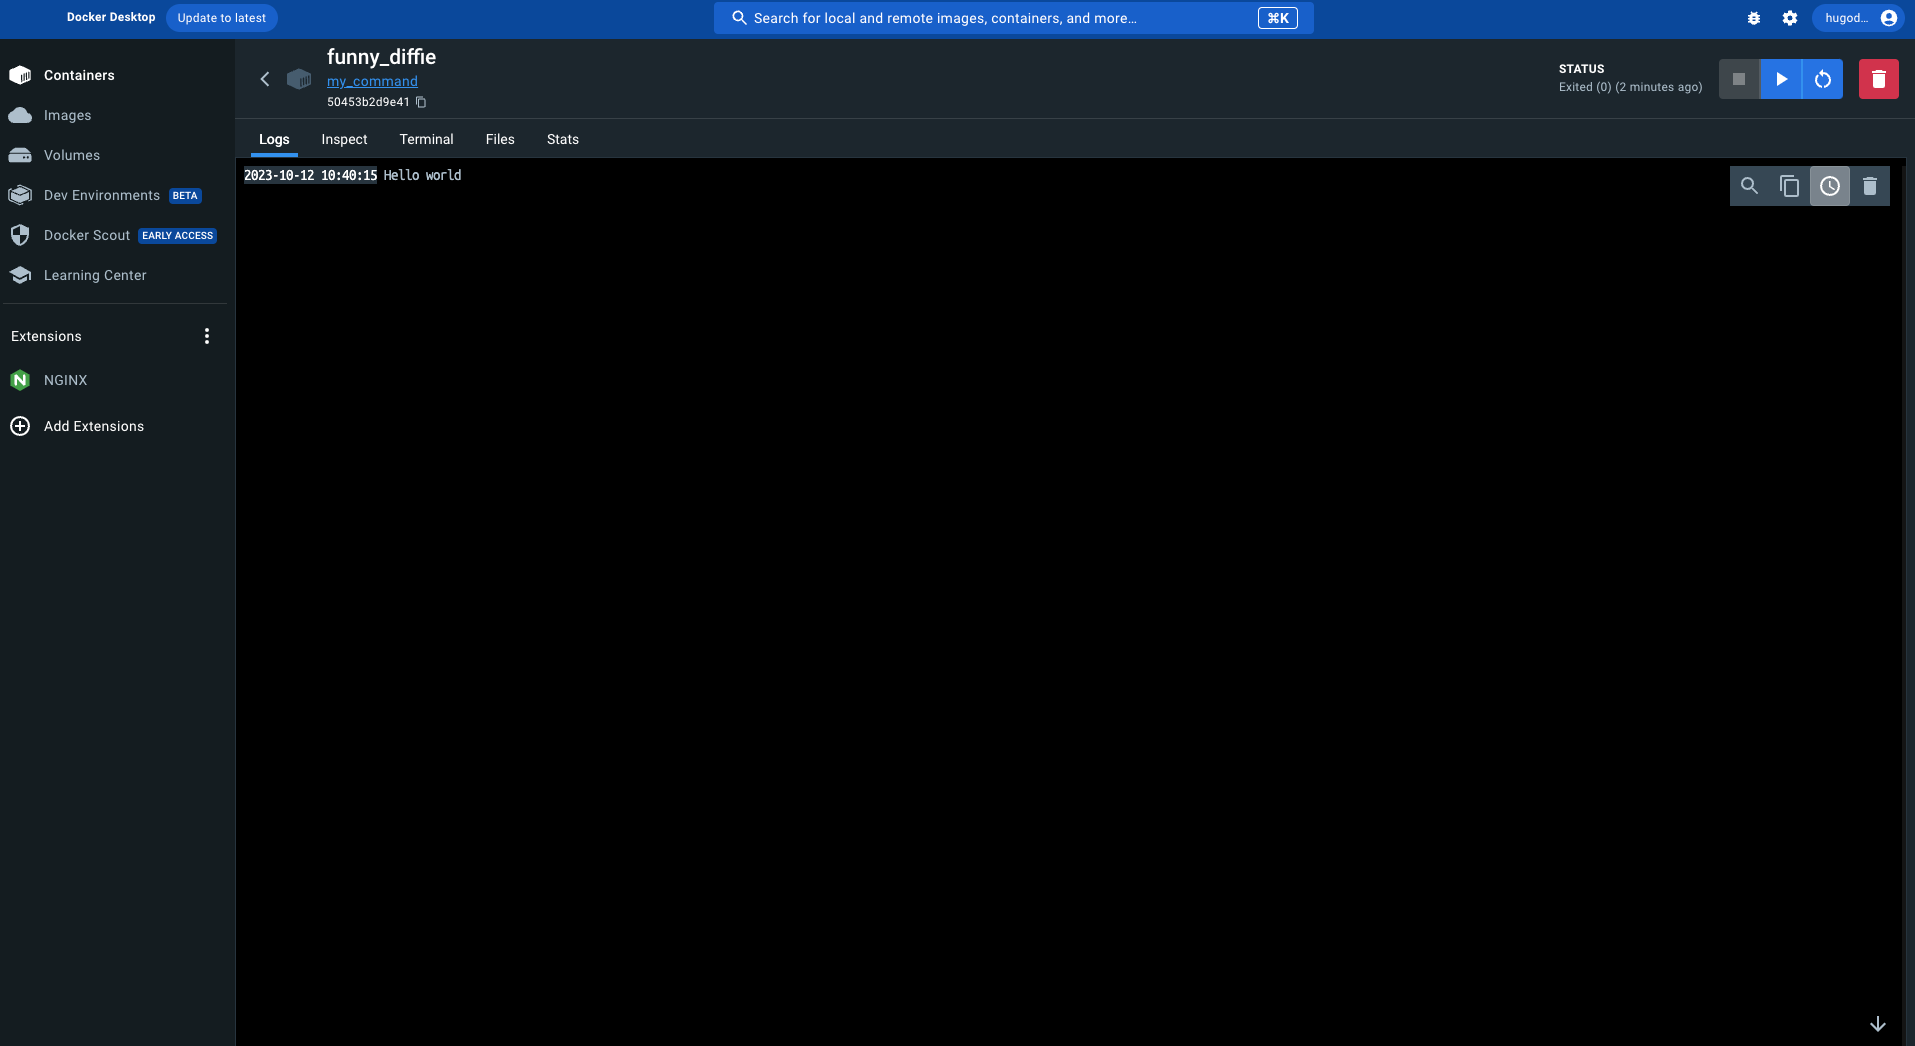 Docker Desktop
Update to latest
Search for local and remote images, containers, and more...
⌘K
hugod...
Containers
Images
Volumes
Dev Environments BETA
Docker Scout EARLY ACCESS
Learning Center
Extensions
NGINX
Add Extensions
funny_diffie
my_command
50453b2d9e41
STATUS
Exited (0) (2 minutes ago)
Logs Inspect Terminal Files Stats
2023-10-12 10:40:15 Hello world